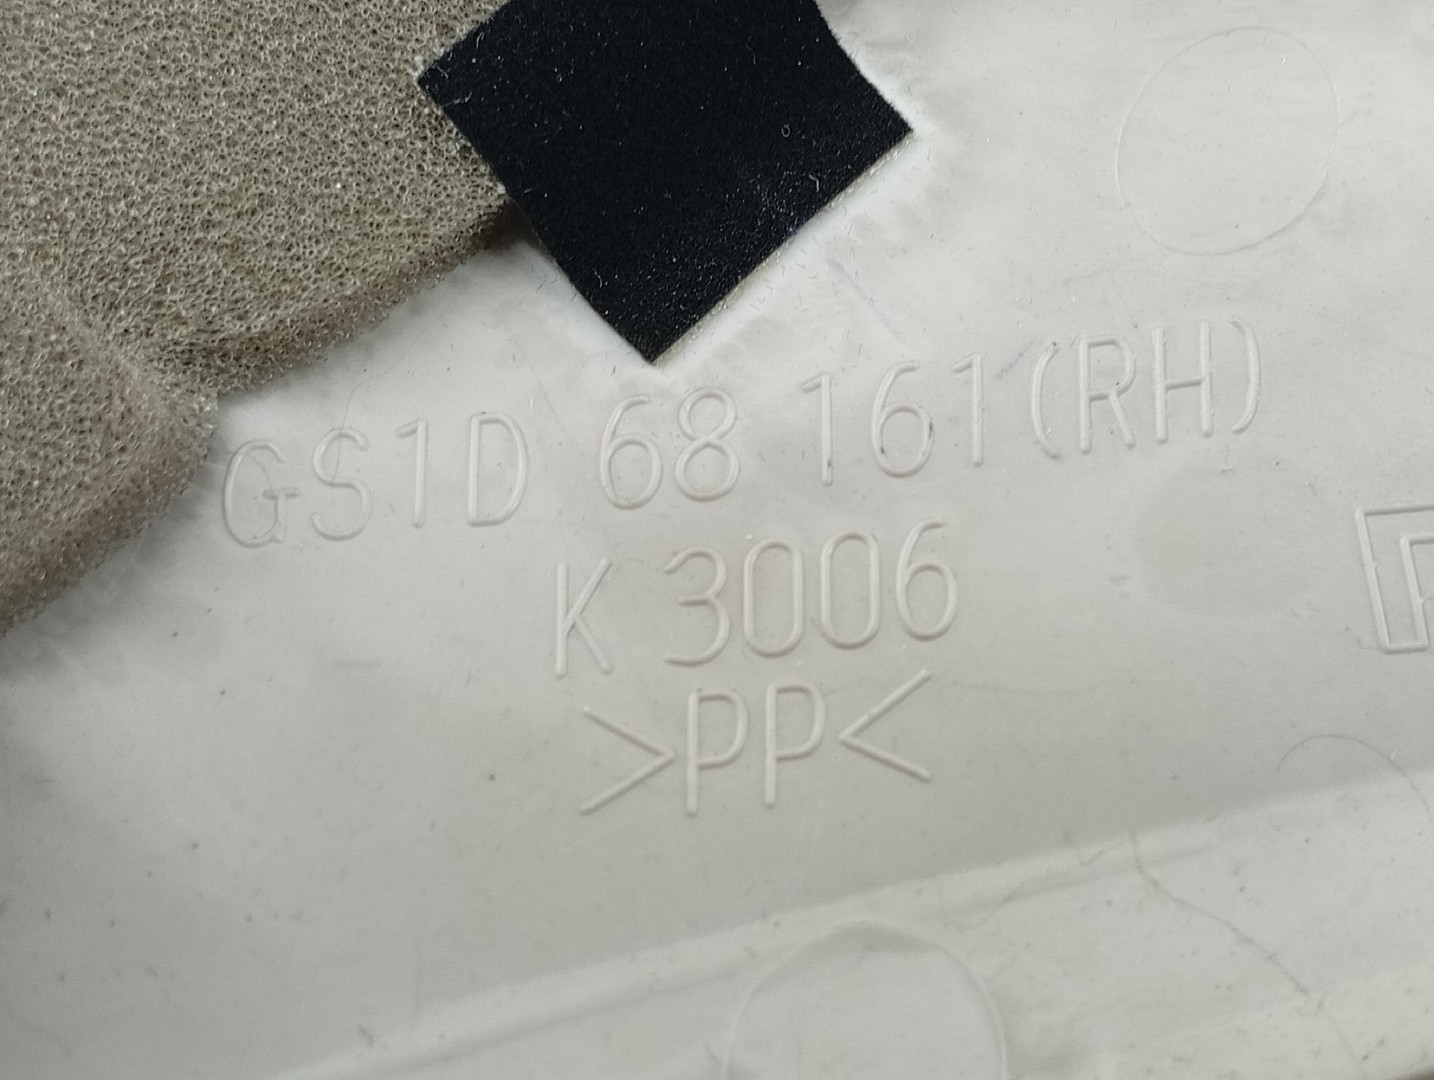 GS1D 68 161(RH)
K 3006
>PP<